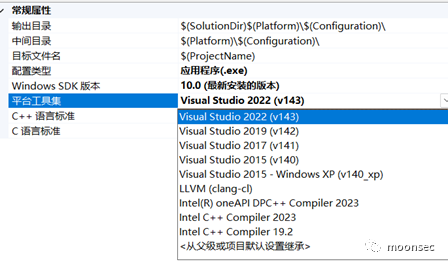 常规属性
输出目录 $(SolutionDir)$(Platform)\$(Configuration)\
中间目录 $(Platform)\$(Configuration)\
目标文件名 $(ProjectName)
配置类型 应用程序(.exe)
Windows SDK 版本 10.0 (最新安装的版本)
平台工具集 Visual Studio 2022 (v143)
C++ 语言标准 Visual Studio 2022 (v143)
C 语言标准 Visual Studio 2019 (v142)
Visual Studio 2017 (v141)
Visual Studio 2015 (v140)
Visual Studio 2015 - Windows XP (v140_xp)
LLVM (clang-cl)
Intel(R) oneAPI DPC++ Compiler 2023
Intel C++ Compiler 2023
Intel C++ Compiler 19.2
<从父级或项目默认设置继承>
moonsec